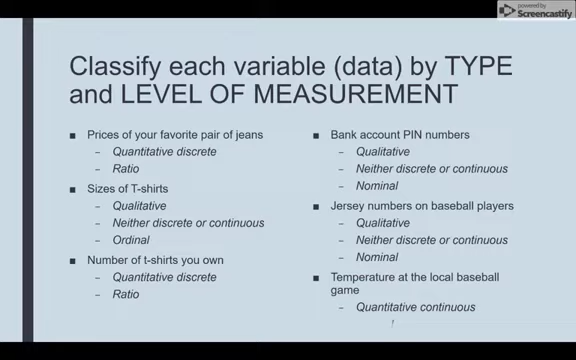 powered by
Screencastify
Classify each variable (data) by TYPE
and LEVEL OF MEASUREMENT
■ Prices of your favorite pair of jeans
– Quantitative discrete
– Ratio
■ Sizes of T-shirts
– Qualitative
– Neither discrete or continuous
– Ordinal
■ Number of t-shirts you own
– Quantitative discrete
– Ratio
■ Bank account PIN numbers
– Qualitative
– Neither discrete or continuous
– Nominal
■ Jersey numbers on baseball players
– Qualitative
– Neither discrete or continuous
– Nominal
■ Temperature at the local baseball
game
– Quantitative continuous